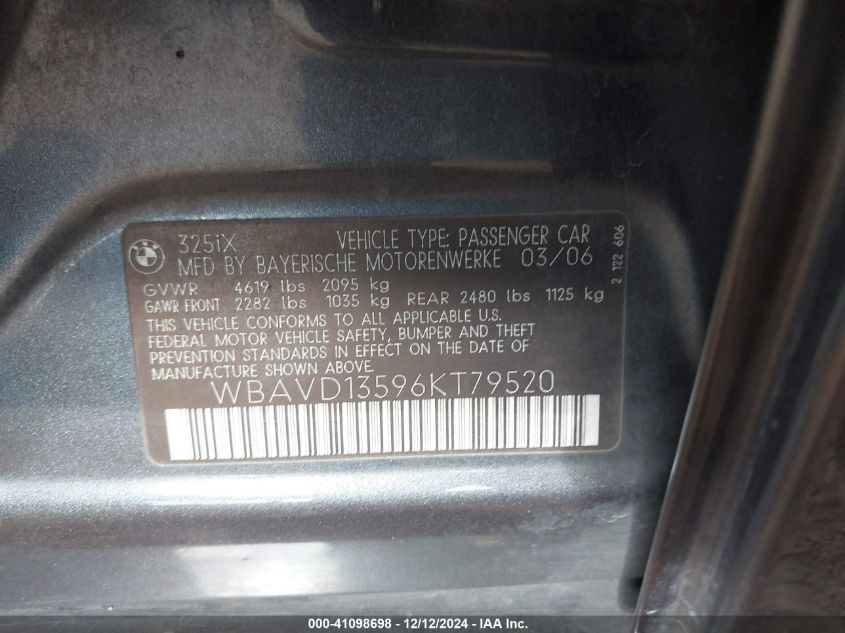 325iX VEHICLE TYPE: PASSENGER CAR
MFD BY BAYERISCHE MOTORENWERKE 03/06
GVWR 4619 lbs 2095 kg
GAWR FRONT 2282 lbs 1035 kg REAR 2480 lbs 1125 kg
THIS VEHICLE CONFORMS TO ALL APPLICABLE U.S.
FEDERAL MOTOR VEHICLE SAFETY, BUMPER AND THEFT
PREVENTION STANDARDS IN EFFECT ON THE DATE OF
MANUFACTURE SHOWN ABOVE.
WBAVD13596KT79520
2 122 606
000-41098698 - 12/12/2024 - IAA Inc.